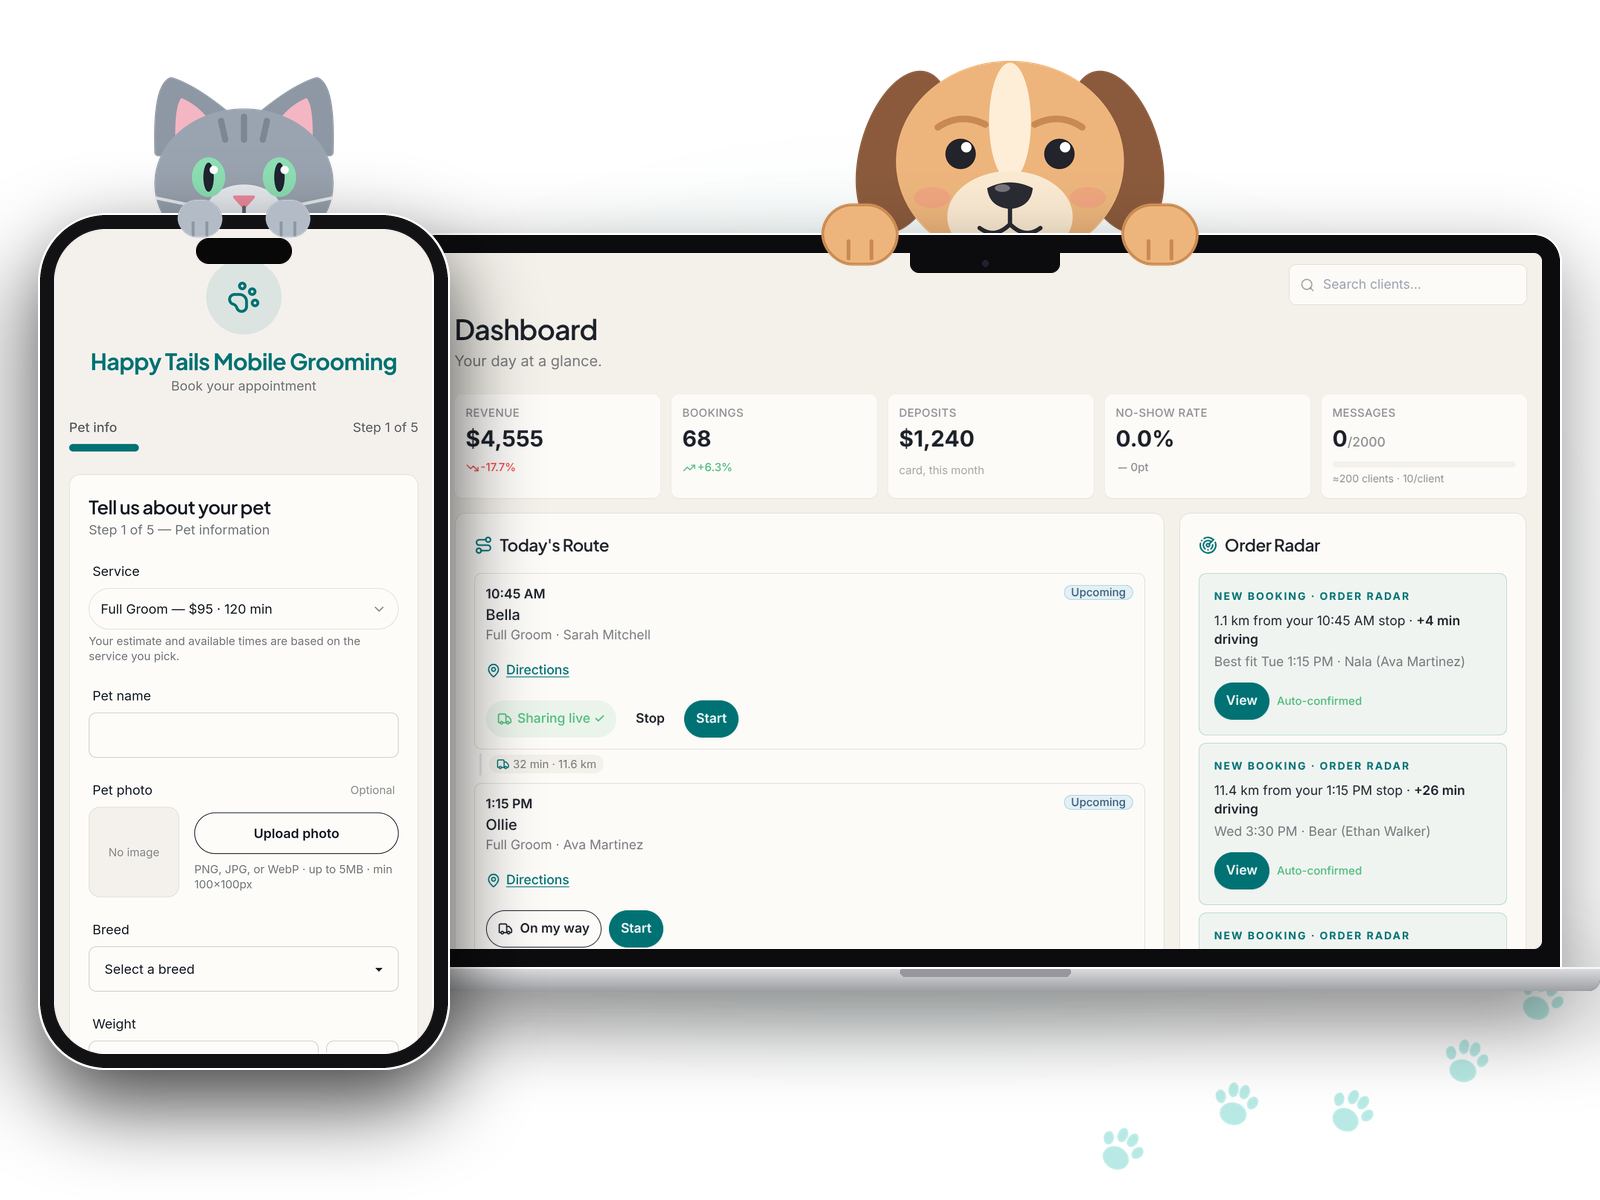 Happy Tails Mobile Grooming
Book your appointment
Pet info
Step 1 of 5
Tell us about your pet
Step 1 of 5 — Pet information
Service
Full Groom — $95 · 120 min
Your estimate and available times are based on the
service you pick.
Pet name
Pet photo
Optional
No image
Upload photo
PNG, JPG, or WebP · up to 5MB · min
100×100px
Breed
Select a breed
Weight
Search clients...
Dashboard
Your day at a glance.
REVENUE
$4,555
-17.7%
BOOKINGS
68
+6.3%
DEPOSITS
$1,240
card, this month
NO-SHOW RATE
0.0%
— 0pt
MESSAGES
0/2000
≈200 clients · 10/client
Today's Route
10:45 AM
Upcoming
Bella
Full Groom · Sarah Mitchell
Directions
Sharing live ✓
Stop
Start
32 min · 11.6 km
1:15 PM
Upcoming
Ollie
Full Groom · Ava Martinez
Directions
On my way
Start
Order Radar
NEW BOOKING · ORDER RADAR
1.1 km from your 10:45 AM stop · +4 min
driving
Best fit Tue 1:15 PM · Nala (Ava Martinez)
View
Auto-confirmed
NEW BOOKING · ORDER RADAR
11.4 km from your 1:15 PM stop · +26 min
driving
Wed 3:30 PM · Bear (Ethan Walker)
View
Auto-confirmed
NEW BOOKING · ORDER RADAR